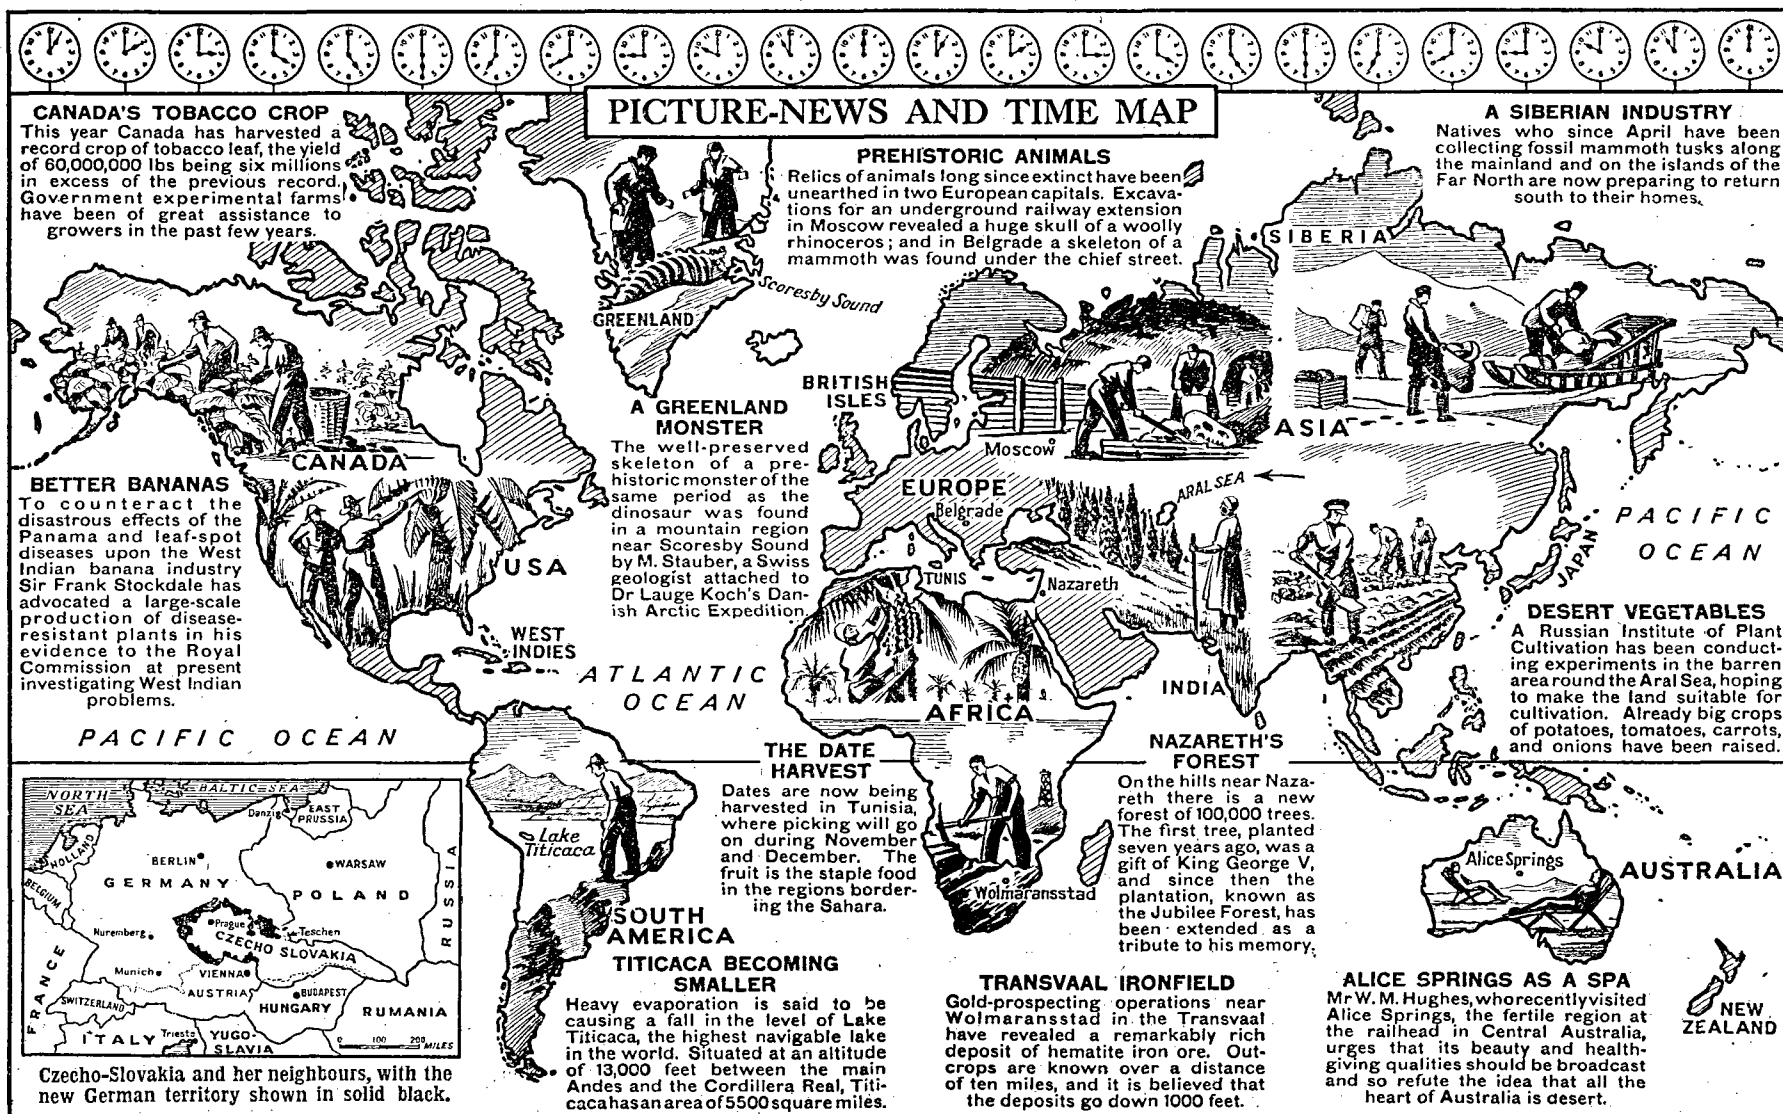 PICTURE-NEWS AND TIME MAP
CANADA'S TOBACCO CROP
This year Canada has harvested a
record crop of tobacco leaf, the yield
of 60,000,000 lbs being six millions
in excess of the previous record.
Government experimental farms
have been of great assistance to
growers in the past few years.
PREHISTORIC ANIMALS
Relics of animals long since extinct have been
unearthed in two European capitals. Excava-
tions for an underground railway extension
in Moscow revealed a huge skull of a woolly
rhinoceros; and in Belgrade a skeleton of a
mammoth was found under the chief street.
A SIBERIAN INDUSTRY
Natives who since April have been
collecting fossil mammoth tusks along
the mainland and on the islands of the
Far North are now preparing to return
south to their homes.
SIBERIA
Scoresby Sound
GREENLAND
BRITISH
ISLES
A GREENLAND
MONSTER
The well-preserved
skeleton of a pre-
historic monster of the
same period as the
dinosaur was found
in a mountain region
near Scoresby Sound
by M. Stauber, a Swiss
geologist attached to
Dr Lauge Koch's Dan-
ish Arctic Expedition.
CANADA
BETTER BANANAS
To counteract the
disastrous effects of the
Panama and leaf-spot
diseases upon the West
Indian banana industry
Sir Frank Stockdale has
advocated a large-scale
production of disease-
resistant plants in his
evidence to the Royal
Commission at present
investigating West Indian
problems.
USA
WEST
INDIES
ATLANTIC
OCEAN
PACIFIC OCEAN
Moscow
ASIA
EUROPE
Belgrade
ARAL SEA
TUNIS
Nazareth
AFRICA
INDIA
JAPAN
PACIFIC
OCEAN
DESERT VEGETABLES
A Russian Institute of Plant
Cultivation has been conduct-
ing experiments in the barren
area round the Aral Sea, hoping
to make the land suitable for
cultivation. Already big crops
of potatoes, tomatoes, carrots,
and onions have been raised.
THE DATE
HARVEST
Dates are now being
harvested in Tunisia,
where picking will go
on during November
and December. The
fruit is the staple food
in the regions border-
ing the Sahara.
NAZARETH'S
FOREST
On the hills near Naza-
reth there is a new
forest of 100,000 trees.
The first tree, planted
seven years ago, was a
gift of King George V,
and since then the
plantation, known as
the Jubilee Forest, has
been extended as a
tribute to his memory.
Lake
Titicaca
SOUTH
AMERICA
TITICACA BECOMING
SMALLER
Heavy evaporation is said to be
causing a fall in the level of Lake
Titicaca, the highest navigable lake
in the world. Situated at an altitude
of 13,000 feet between the main
Andes and the Cordillera Real, Titi-
caca has an area of 5500 square miles.
Wolmaransstad
TRANSVAAL IRONFIELD
Gold-prospecting operations near
Wolmaransstad in the Transvaal
have revealed a remarkably rich
deposit of hematite iron ore. Out-
crops are known over a distance
of ten miles, and it is believed that
the deposits go down 1000 feet.
Alice Springs
AUSTRALIA
ALICE SPRINGS AS A SPA
Mr W. M. Hughes, who recently visited
Alice Springs, the fertile region at
the railhead in Central Australia,
urges that its beauty and health-
giving qualities should be broadcast
and so refute the idea that all the
heart of Australia is desert.
NEW
ZEALAND
NORTH
SEA
BALTIC SEA
Danzig
EAST
PRUSSIA
HOLLAND
BERLIN
WARSAW
GERMANY
POLAND
BELGIUM
RUSSIA
Prague
Teschen
Nuremberg
CZECHO SLOVAKIA
FRANCE
Munich
VIENNA
AUSTRIA
BUDAPEST
HUNGARY
RUMANIA
SWITZERLAND
ITALY
Trieste
YUGO-
SLAVIA
0 100 200 MILES
Czecho-Slovakia and her neighbours, with the
new German territory shown in solid black.